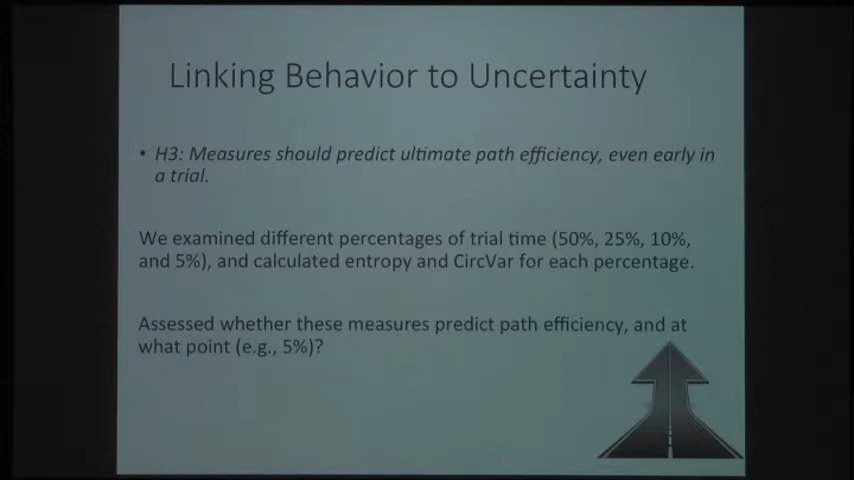 Linking Behavior to Uncertainty
• H3: Measures should predict ultimate path efficiency, even early in
a trial.
We examined different percentages of trial time (50%, 25%, 10%,
and 5%), and calculated entropy and CircVar for each percentage.
Assessed whether these measures predict path efficiency, and at
what point (e.g., 5%)?